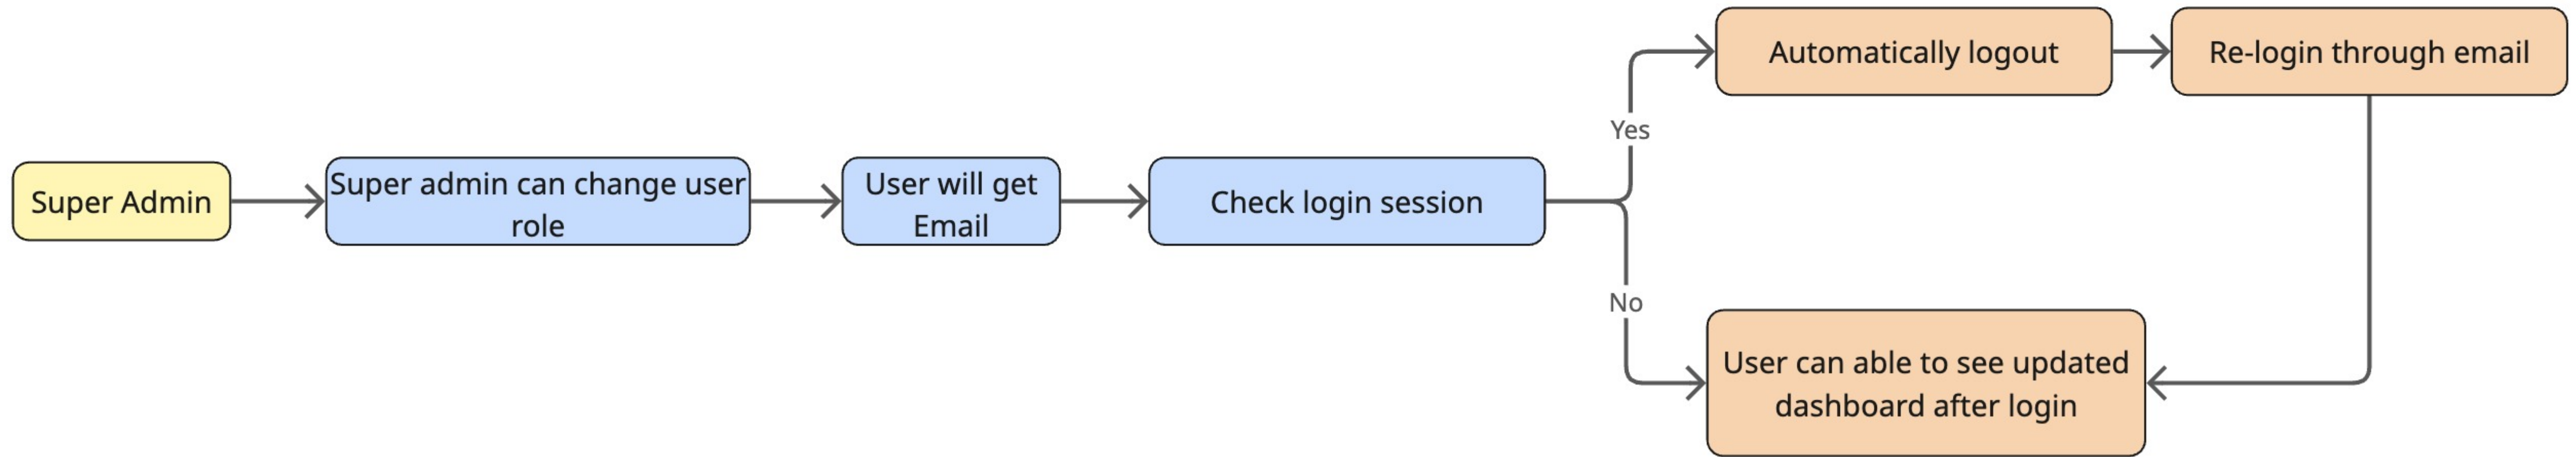 Super Admin
Super admin can change user
role
User will get
Email
Check login session
Yes
No
Automatically logout
Re-login through email
User can able to see updated
dashboard after login